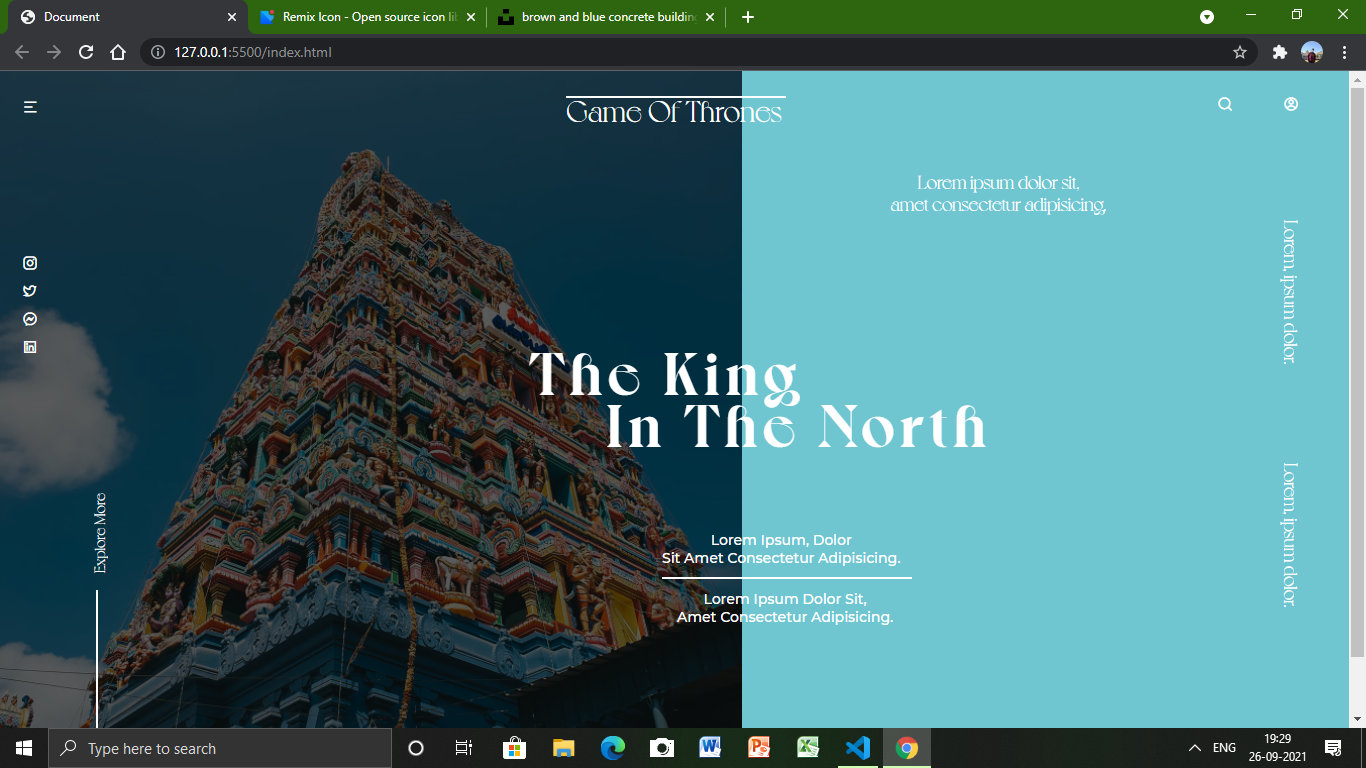 Document
Remix Icon - Open source icon lib
brown and blue concrete building
127.0.0.1:5500/index.html
Game Of Thrones
Lorem ipsum dolor sit,
amet consectetur adipisicing,
Lorem, ipsum dolor.
The King
In The North
Lorem, ipsum dolor.
Explore More
Lorem Ipsum, Dolor
Sit Amet Consectetur Adipisicing.
Lorem Ipsum Dolor Sit,
Amet Consectetur Adipisicing.
Type here to search
ENG
19:29
26-09-2021